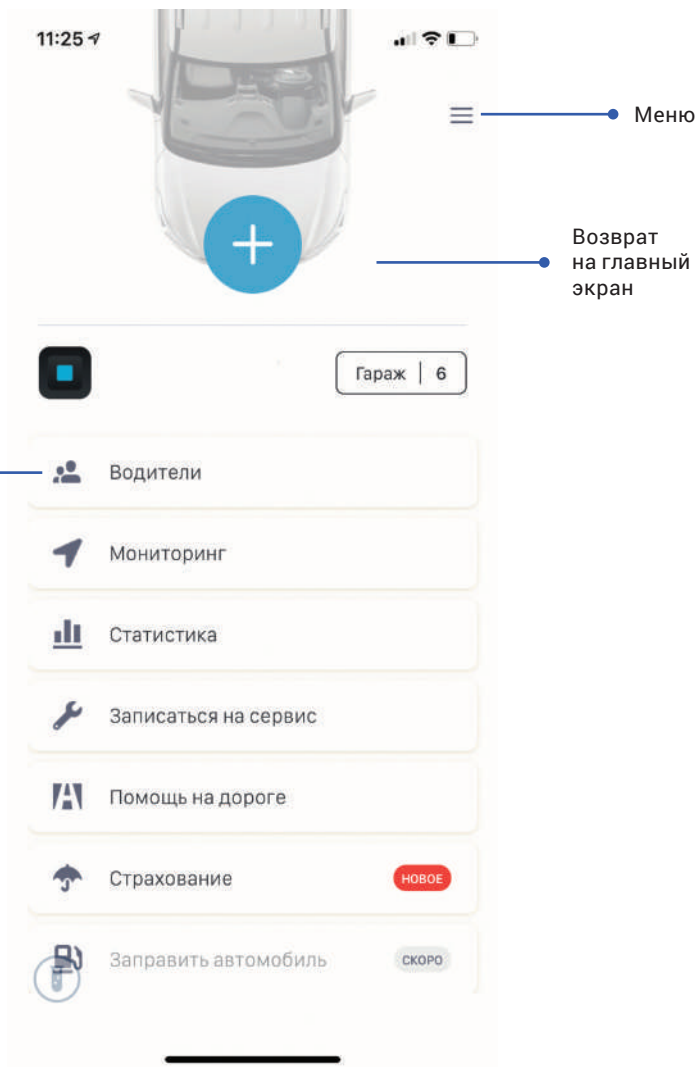 11:25
Меню
Возврат
на главный
экран
Гараж | 6
Водители
Мониторинг
Статистика
Записаться на сервис
Помощь на дороге
Страхование
НОВОЕ
Заправить автомобиль
СКОРО